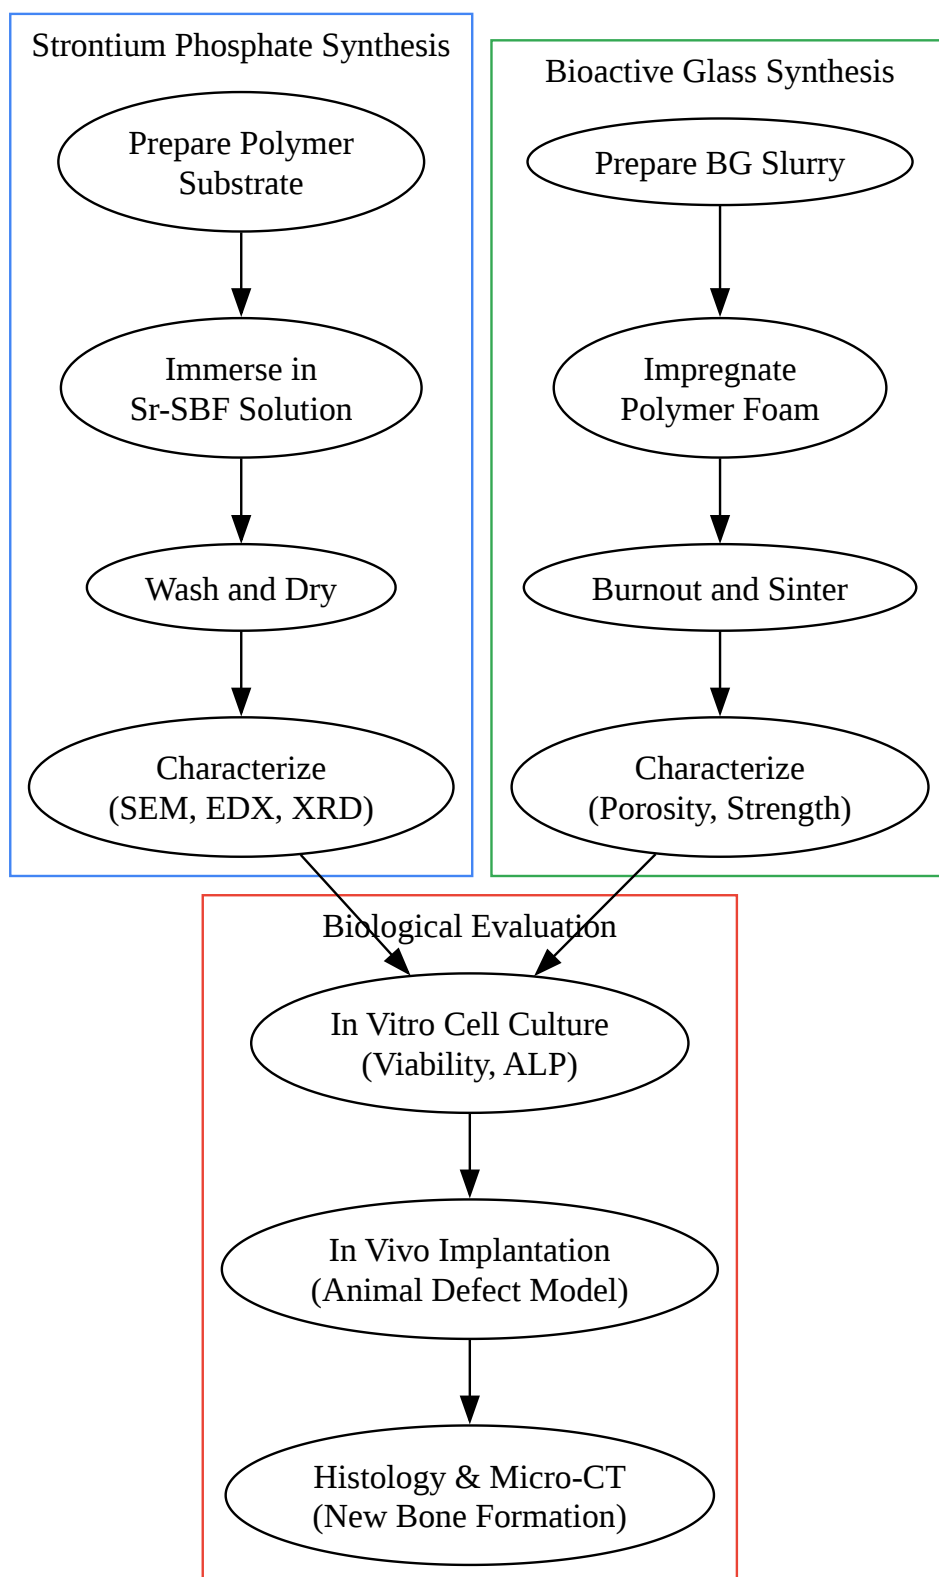 Strontium Phosphate Synthesis
Prepare Polymer
Substrate
Immerse in
Sr-SBF Solution
Wash and Dry
Characterize
(SEM, EDX, XRD)
Bioactive Glass Synthesis
Prepare BG Slurry
Impregnate
Polymer Foam
Burnout and Sinter
Characterize
(Porosity, Strength)
Biological Evaluation
In Vitro Cell Culture
(Viability, ALP)
In Vivo Implantation
(Animal Defect Model)
Histology & Micro-CT
(New Bone Formation)